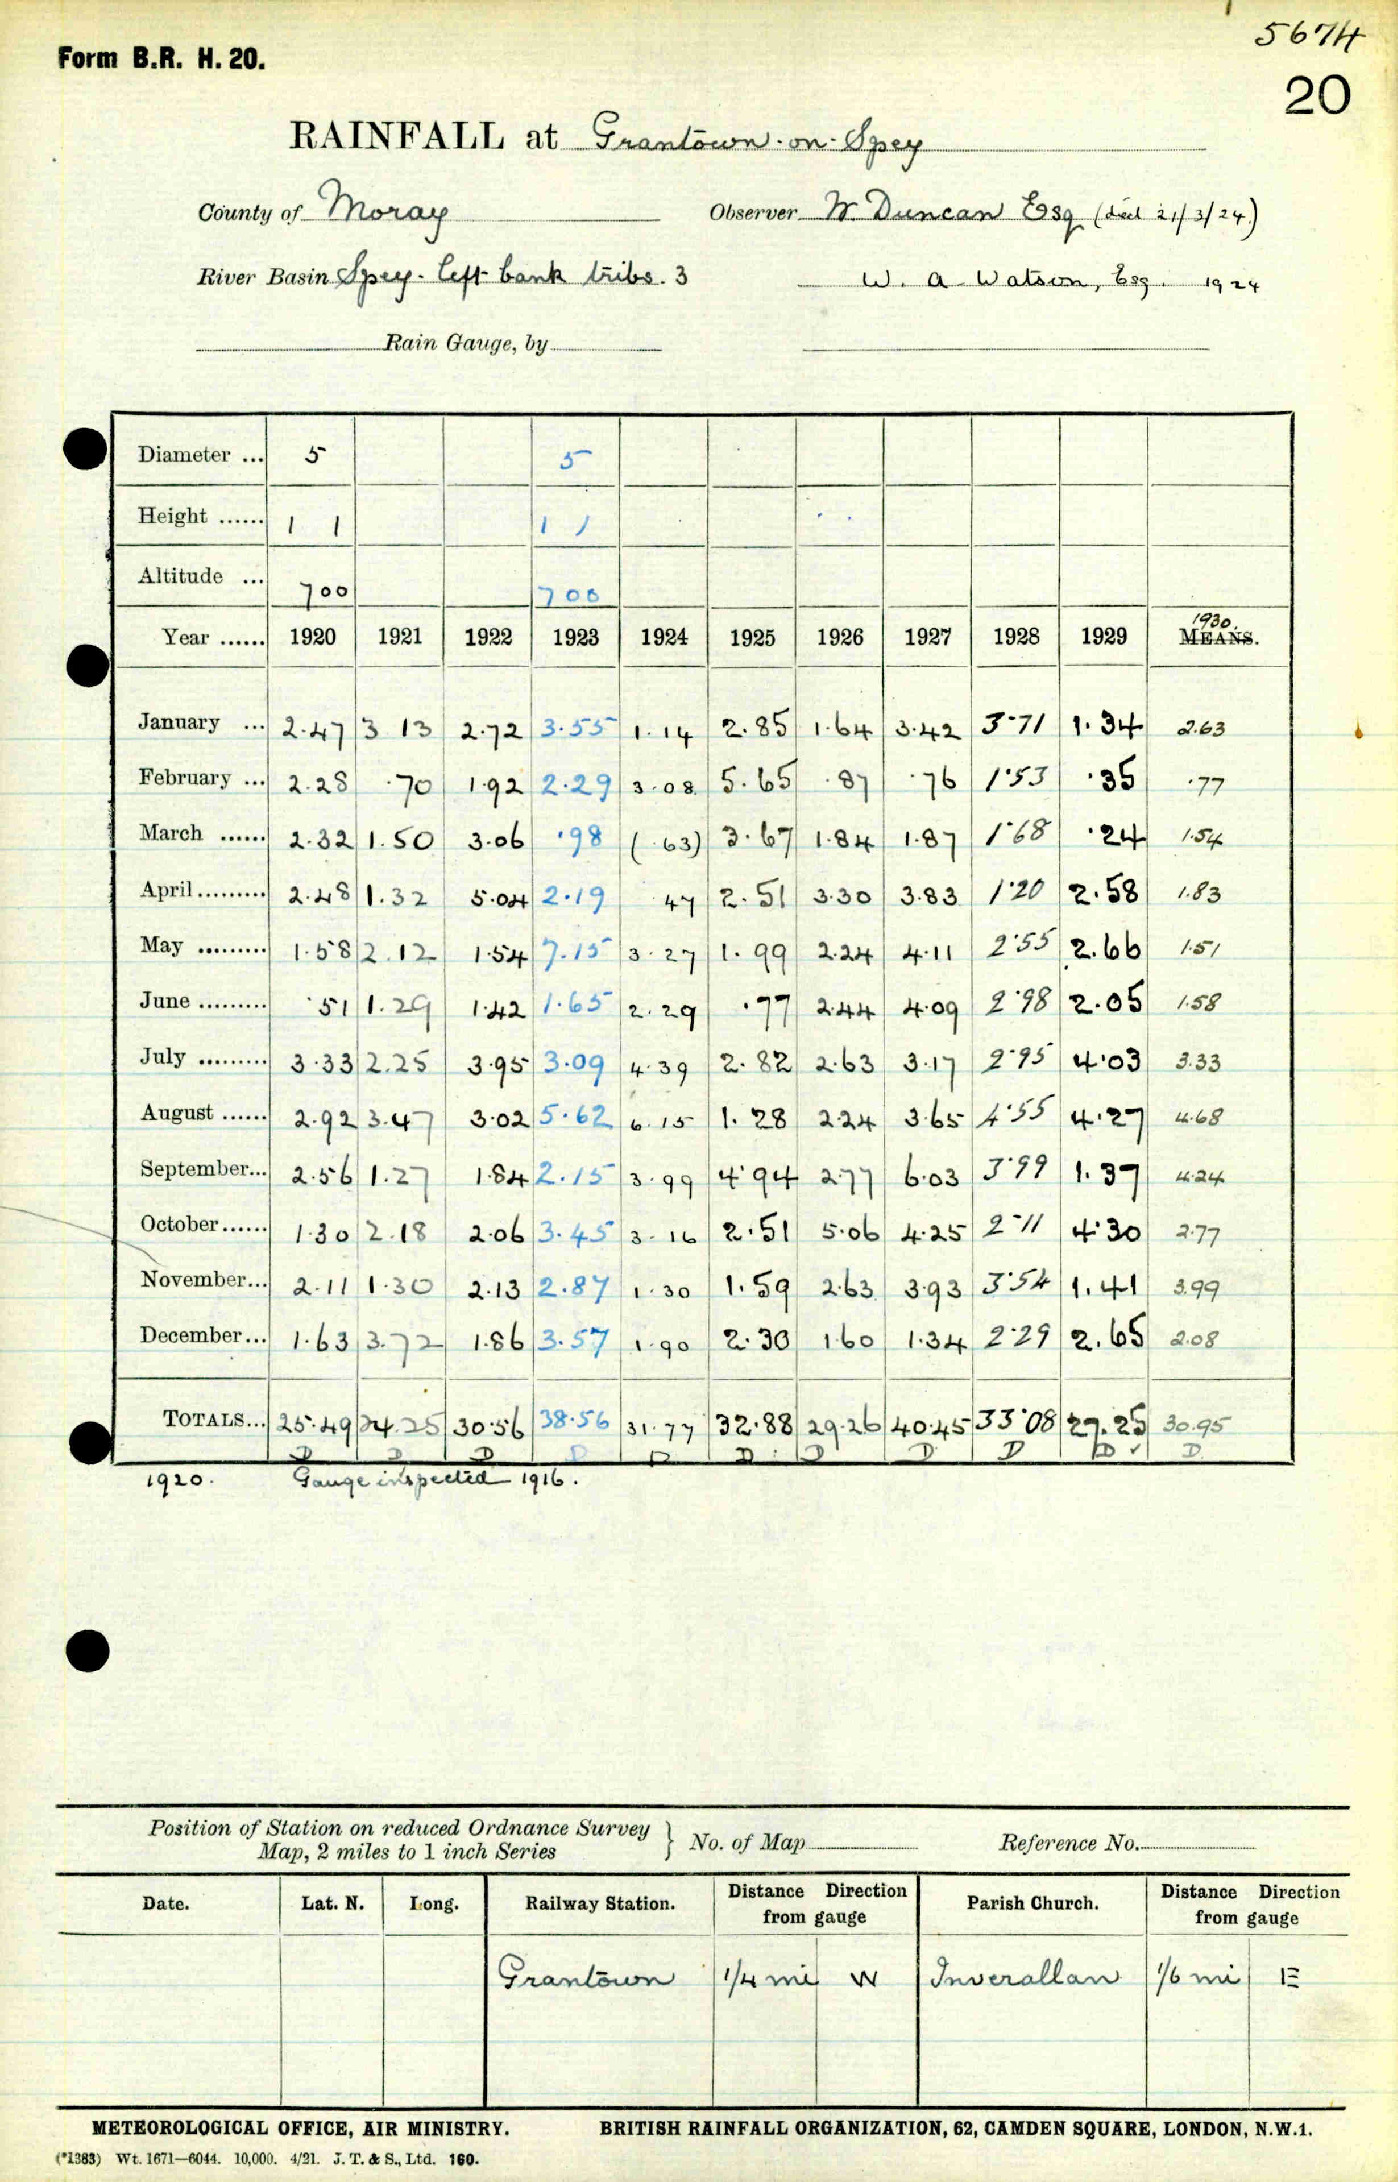 5674
Form B.R. H. 20.
20
RAINFALL at Grantown-on-Spey
County of Moray Observer W. Duncan Esq (died 21/3/24)
River Basin Spey - left bank tribs. 3 W. A. Watson, Esq. 1924
Rain Gauge, by
Diameter ... 5 5
Height ...... 1 1 1 1
Altitude ... 700 700
Year ...... 1920 1921 1922 1923 1924 1925 1926 1927 1928 1929 1930. MEANS.
January ... 2.47 3 13 2.72 3.55 1.14 2.85 1.64 3.42 3.71 1.34 2.63
February ... 2.28 .70 1.92 2.29 3.08 5.65 .87 .76 1.53 .35 .77
March ...... 2.32 1.50 3.06 .98 (.63) 3.67 1.84 1.87 1.68 .24 1.54
April ......... 2.48 1.32 5.04 2.19 47 2.51 3.30 3.83 1.20 2.58 1.83
May ......... 1.58 2.12 1.54 7.15 3.27 1.99 2.24 4.11 2.55 2.66 1.51
June ......... .51 1.29 1.42 1.65 2.29 .77 2.44 4.09 2.98 2.05 1.58
July ......... 3.33 2.25 3.95 3.09 4.39 2.82 2.63 3.17 2.95 4.03 3.33
August ...... 2.92 3.47 3.02 5.62 6.15 1.28 2.24 3.65 4.55 4.27 4.68
September... 2.56 1.27 1.84 2.15 3.99 4.94 2.77 6.03 3.99 1.37 4.24
October...... 1.30 2.18 2.06 3.45 3.16 2.51 5.06 4.25 2.11 4.30 2.77
November... 2.11 1.30 2.13 2.87 1.30 1.59 2.63 3.93 3.54 1.41 3.99
December... 1.63 3.72 1.86 3.57 1.90 2.30 1.60 1.34 2.29 2.65 2.08
TOTALS... 25.49 24.25 30.56 38.56 31.77 32.88 29.26 40.45 33.08 27.25 30.95
D D D D D D D D D D ✓ D
1920. Gauge inspected 1916.
Position of Station on reduced Ordnance Survey
Map, 2 miles to 1 inch Series } No. of Map Reference No.
Date. Lat. N. Long. Railway Station. Distance Direction from gauge Parish Church. Distance Direction from gauge
Grantown 1/4 mi W Inverallan 1/6 mi E
METEOROLOGICAL OFFICE, AIR MINISTRY. BRITISH RAINFALL ORGANIZATION, 62, CAMDEN SQUARE, LONDON, N.W.1.
(*1383) Wt. 1671—6044. 10,000. 4/21. J. T. & S., Ltd. 160.